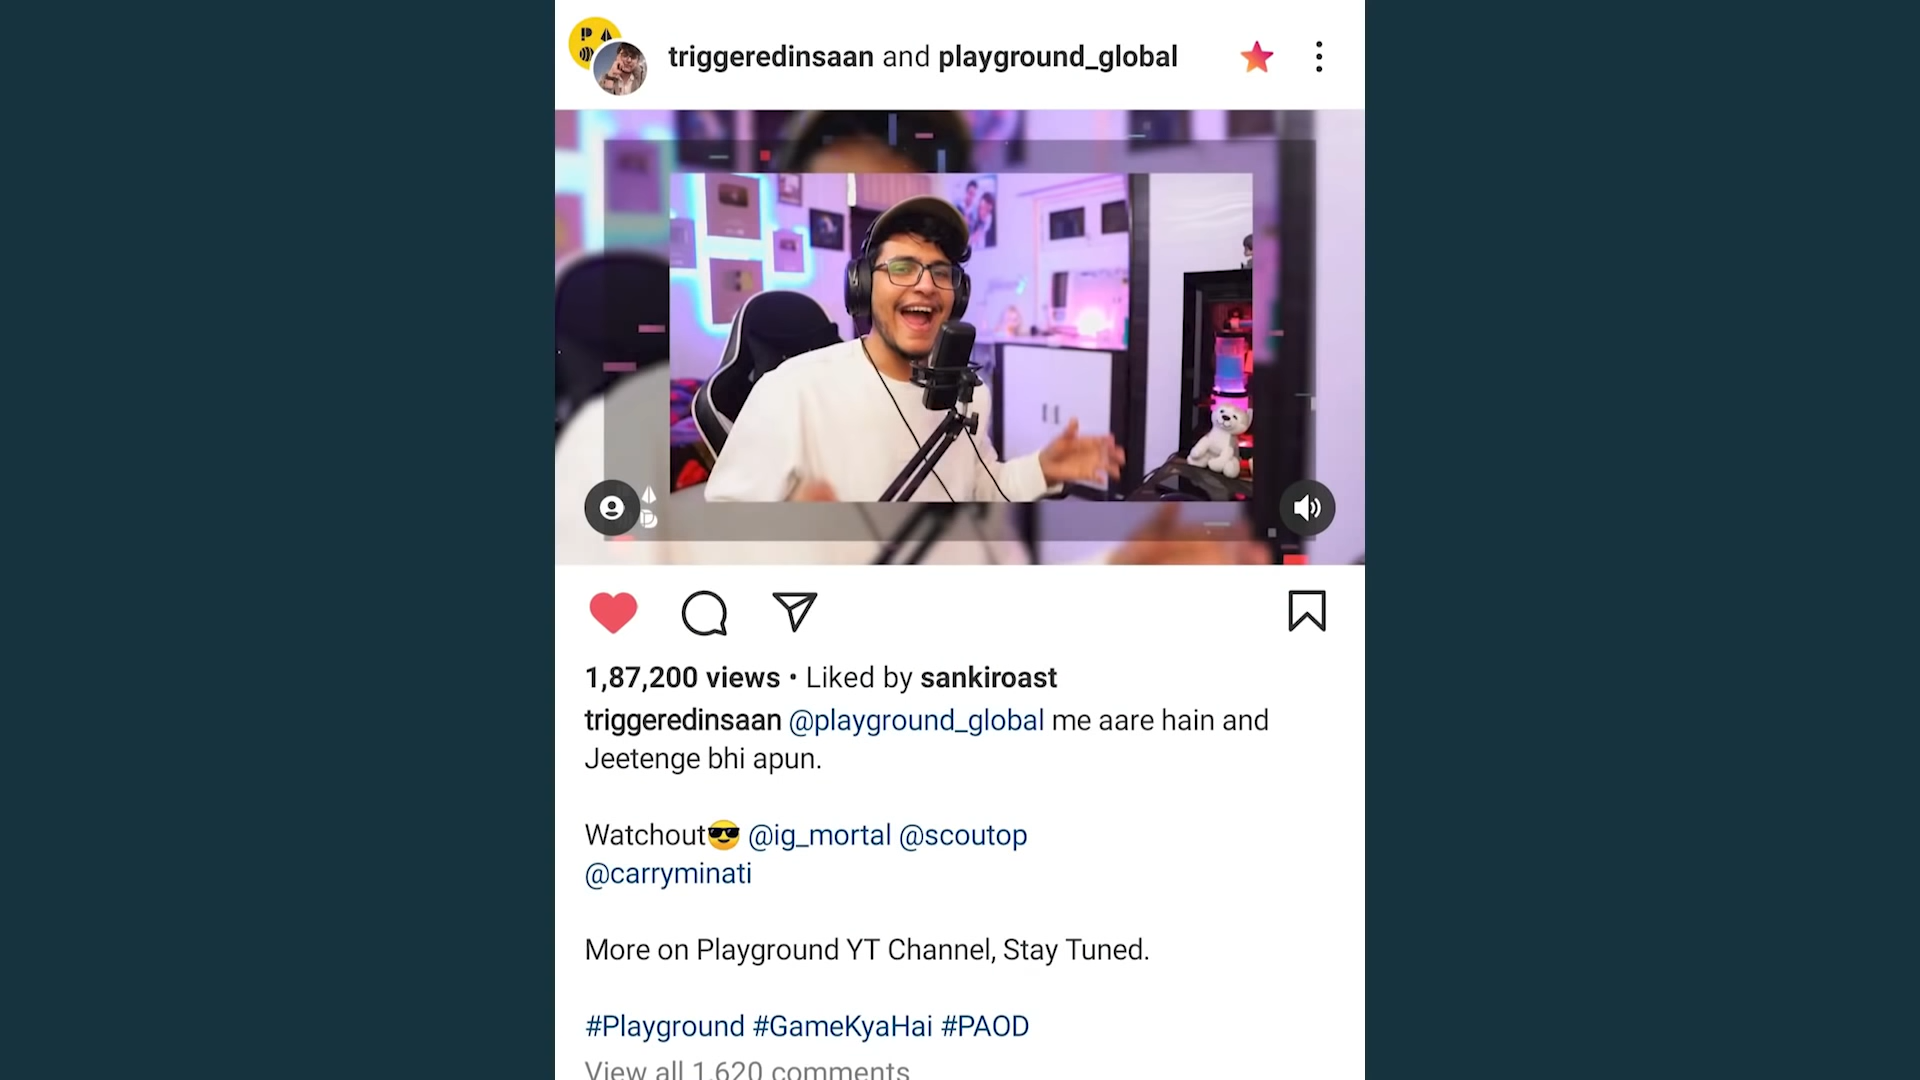 triggeredinsaan and playground_global
1,87,200 views • Liked by sankiroast
triggeredinsaan @playground_global me aare hain and
Jeetenge bhi apun.
Watchout😎 @ig_mortal @scoutop
@carryminati
More on Playground YT Channel, Stay Tuned.
#Playground #GameKyaHai #PAOD
View all 1,620 comments